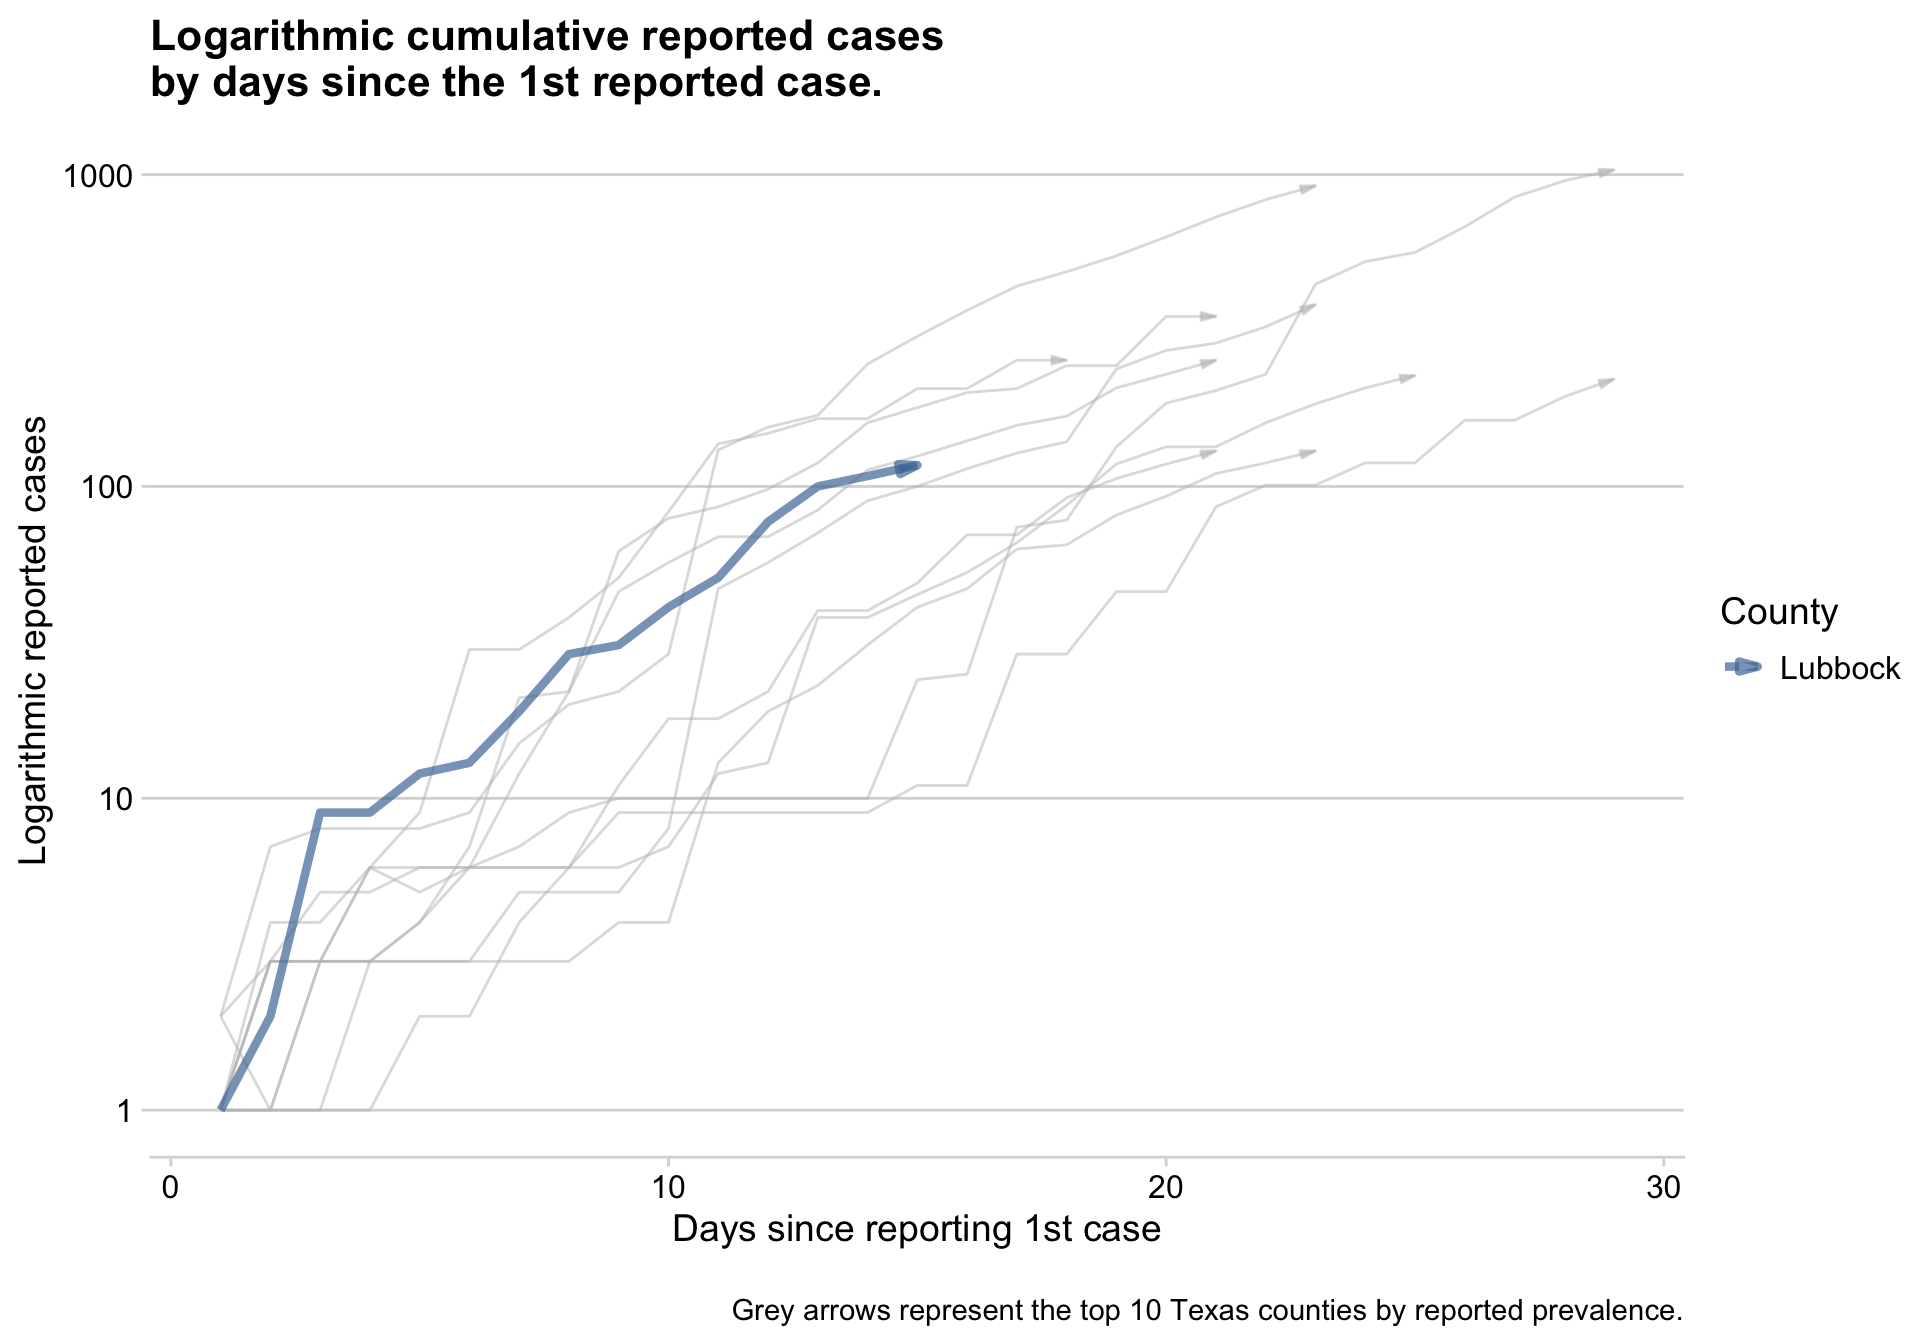 Logarithmic cumulative reported cases
by days since the 1st reported case.
1000
100
10
1
Logarithmic reported cases
0 10 20 30
Days since reporting 1st case
County
Lubbock
Grey arrows represent the top 10 Texas counties by reported prevalence.